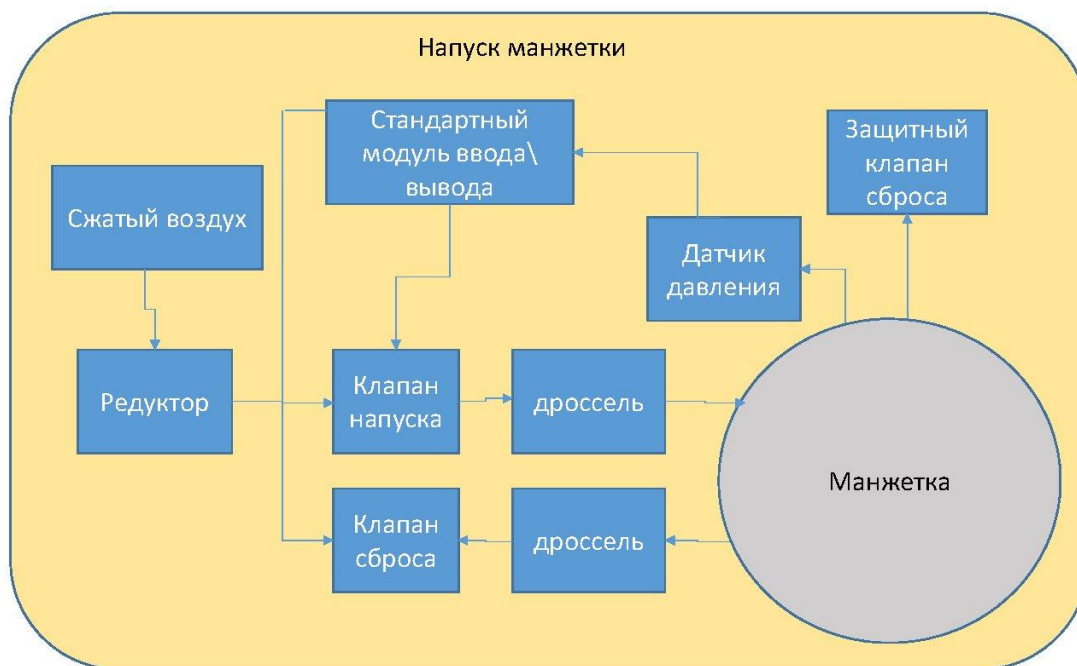 Напуск манжетки
Стандартный
модуль ввода\
вывода
Защитный
клапан
сброса
Сжатый воздух
Датчик
давления
Редуктор
Клапан
напуска
дроссель
Манжетка
Клапан
сброса
дроссель